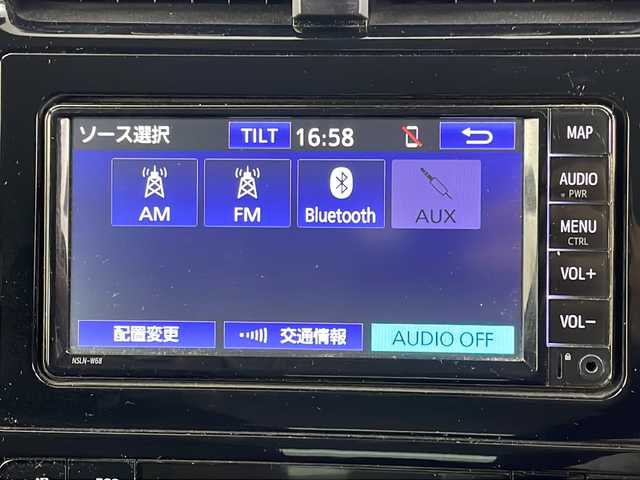 ソース選択 TILT 16:58
AM FM Bluetooth AUX
配置変更 交通情報 AUDIO OFF
NSLN-W68
MAP
AUDIO
PWR
MENU
CTRL
VOL+
VOL-